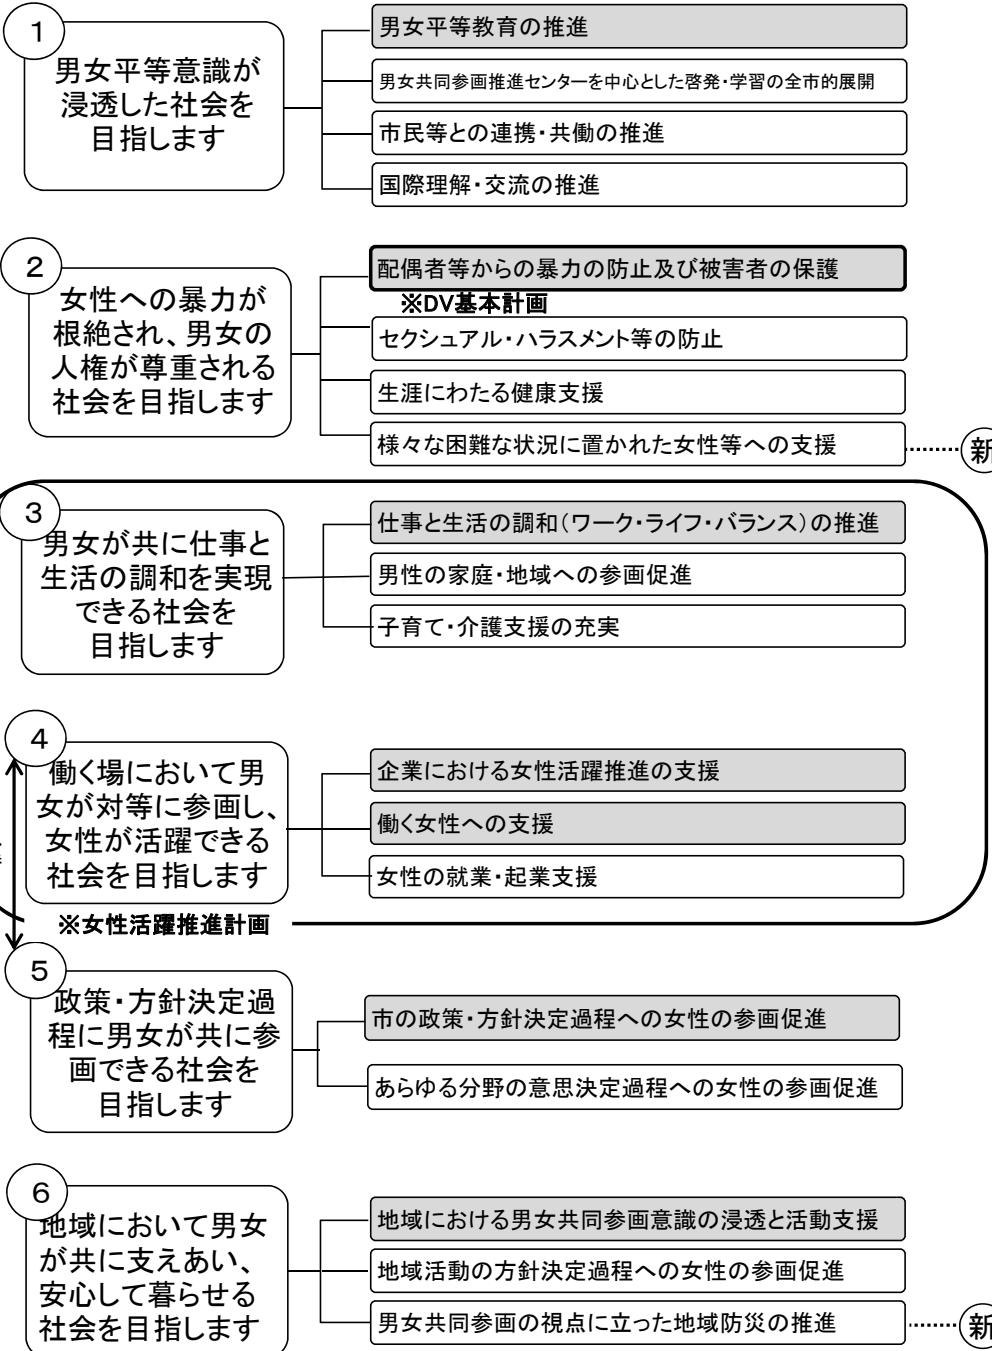 1
男女平等意識が
浸透した社会を
目指します
男女平等教育の推進
男女共同参画推進センターを中心とした啓発・学習の全市的展開
市民等との連携・共働の推進
国際理解・交流の推進
2
女性への暴力が
根絶され、男女の
人権が尊重される
社会を目指します
配偶者等からの暴力の防止及び被害者の保護
※DV基本計画
セクシュアル・ハラスメント等の防止
生涯にわたる健康支援
様々な困難な状況に置かれた女性等への支援
新
3
男女が共に仕事と
生活の調和を実現
できる社会を
目指します
仕事と生活の調和(ワーク・ライフ・バランス)の推進
男性の家庭・地域への参画促進
子育て・介護支援の充実
4
働く場において男
女が対等に参画し、
女性が活躍できる
社会を目指します
企業における女性活躍推進の支援
働く女性への支援
女性の就業・起業支援
※女性活躍推進計画
5
政策・方針決定過
程に男女が共に参
画できる社会を
目指します
市の政策・方針決定過程への女性の参画促進
あらゆる分野の意思決定過程への女性の参画促進
6
地域において男女
が共に支えあい、
安心して暮らせる
社会を目指します
地域における男女共同参画意識の浸透と活動支援
地域活動の方針決定過程への女性の参画促進
男女共同参画の視点に立った地域防災の推進
新